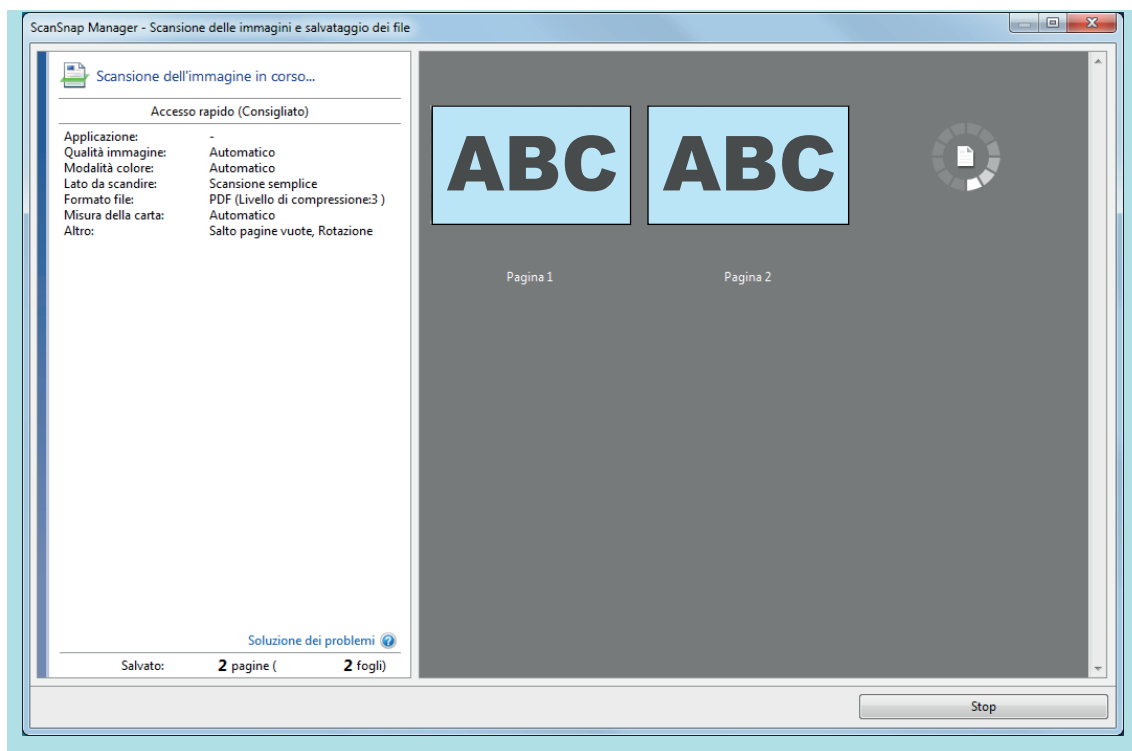 ScanSnap Manager - Scansione delle immagini e salvataggio dei file
Scansione dell'immagine in corso...
Accesso rapido (Consigliato)
Applicazione: -
Qualità immagine: Automatico
Modalità colore: Automatico
Lato da scandire: Scansione semplice
Formato file: PDF (Livello di compressione:3 )
Misura della carta: Automatico
Altro: Salto pagine vuote, Rotazione
ABC ABC
Pagina 1 Pagina 2
Soluzione dei problemi ?
Salvato: 2 pagine ( 2 fogli)
Stop